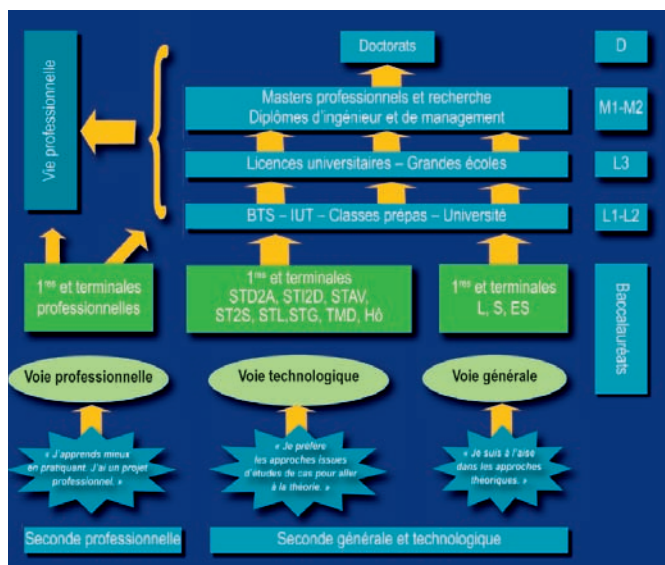 Doctorats
D
Vie professionnelle
Masters professionnels et recherche
Diplômes d'ingénieur et de management
M1-M2
Licences universitaires – Grandes écoles
L3
BTS – IUT – Classes prépas – Université
L1-L2
1res et terminales
professionnelles
1res et terminales
STD2A, STI2D, STAV,
ST2S, STL,STG, TMD, Hô
1res et terminales
L, S, ES
Baccalauréats
Voie professionnelle
Voie technologique
Voie générale
« J'apprends mieux
en pratiquant. J'ai un projet
professionnel. »
« Je préfère
les approches issues
d'études de cas pour aller
à la théorie. »
« Je suis à l'aise
dans les approches
théoriques. »
Seconde professionnelle
Seconde générale et technologique